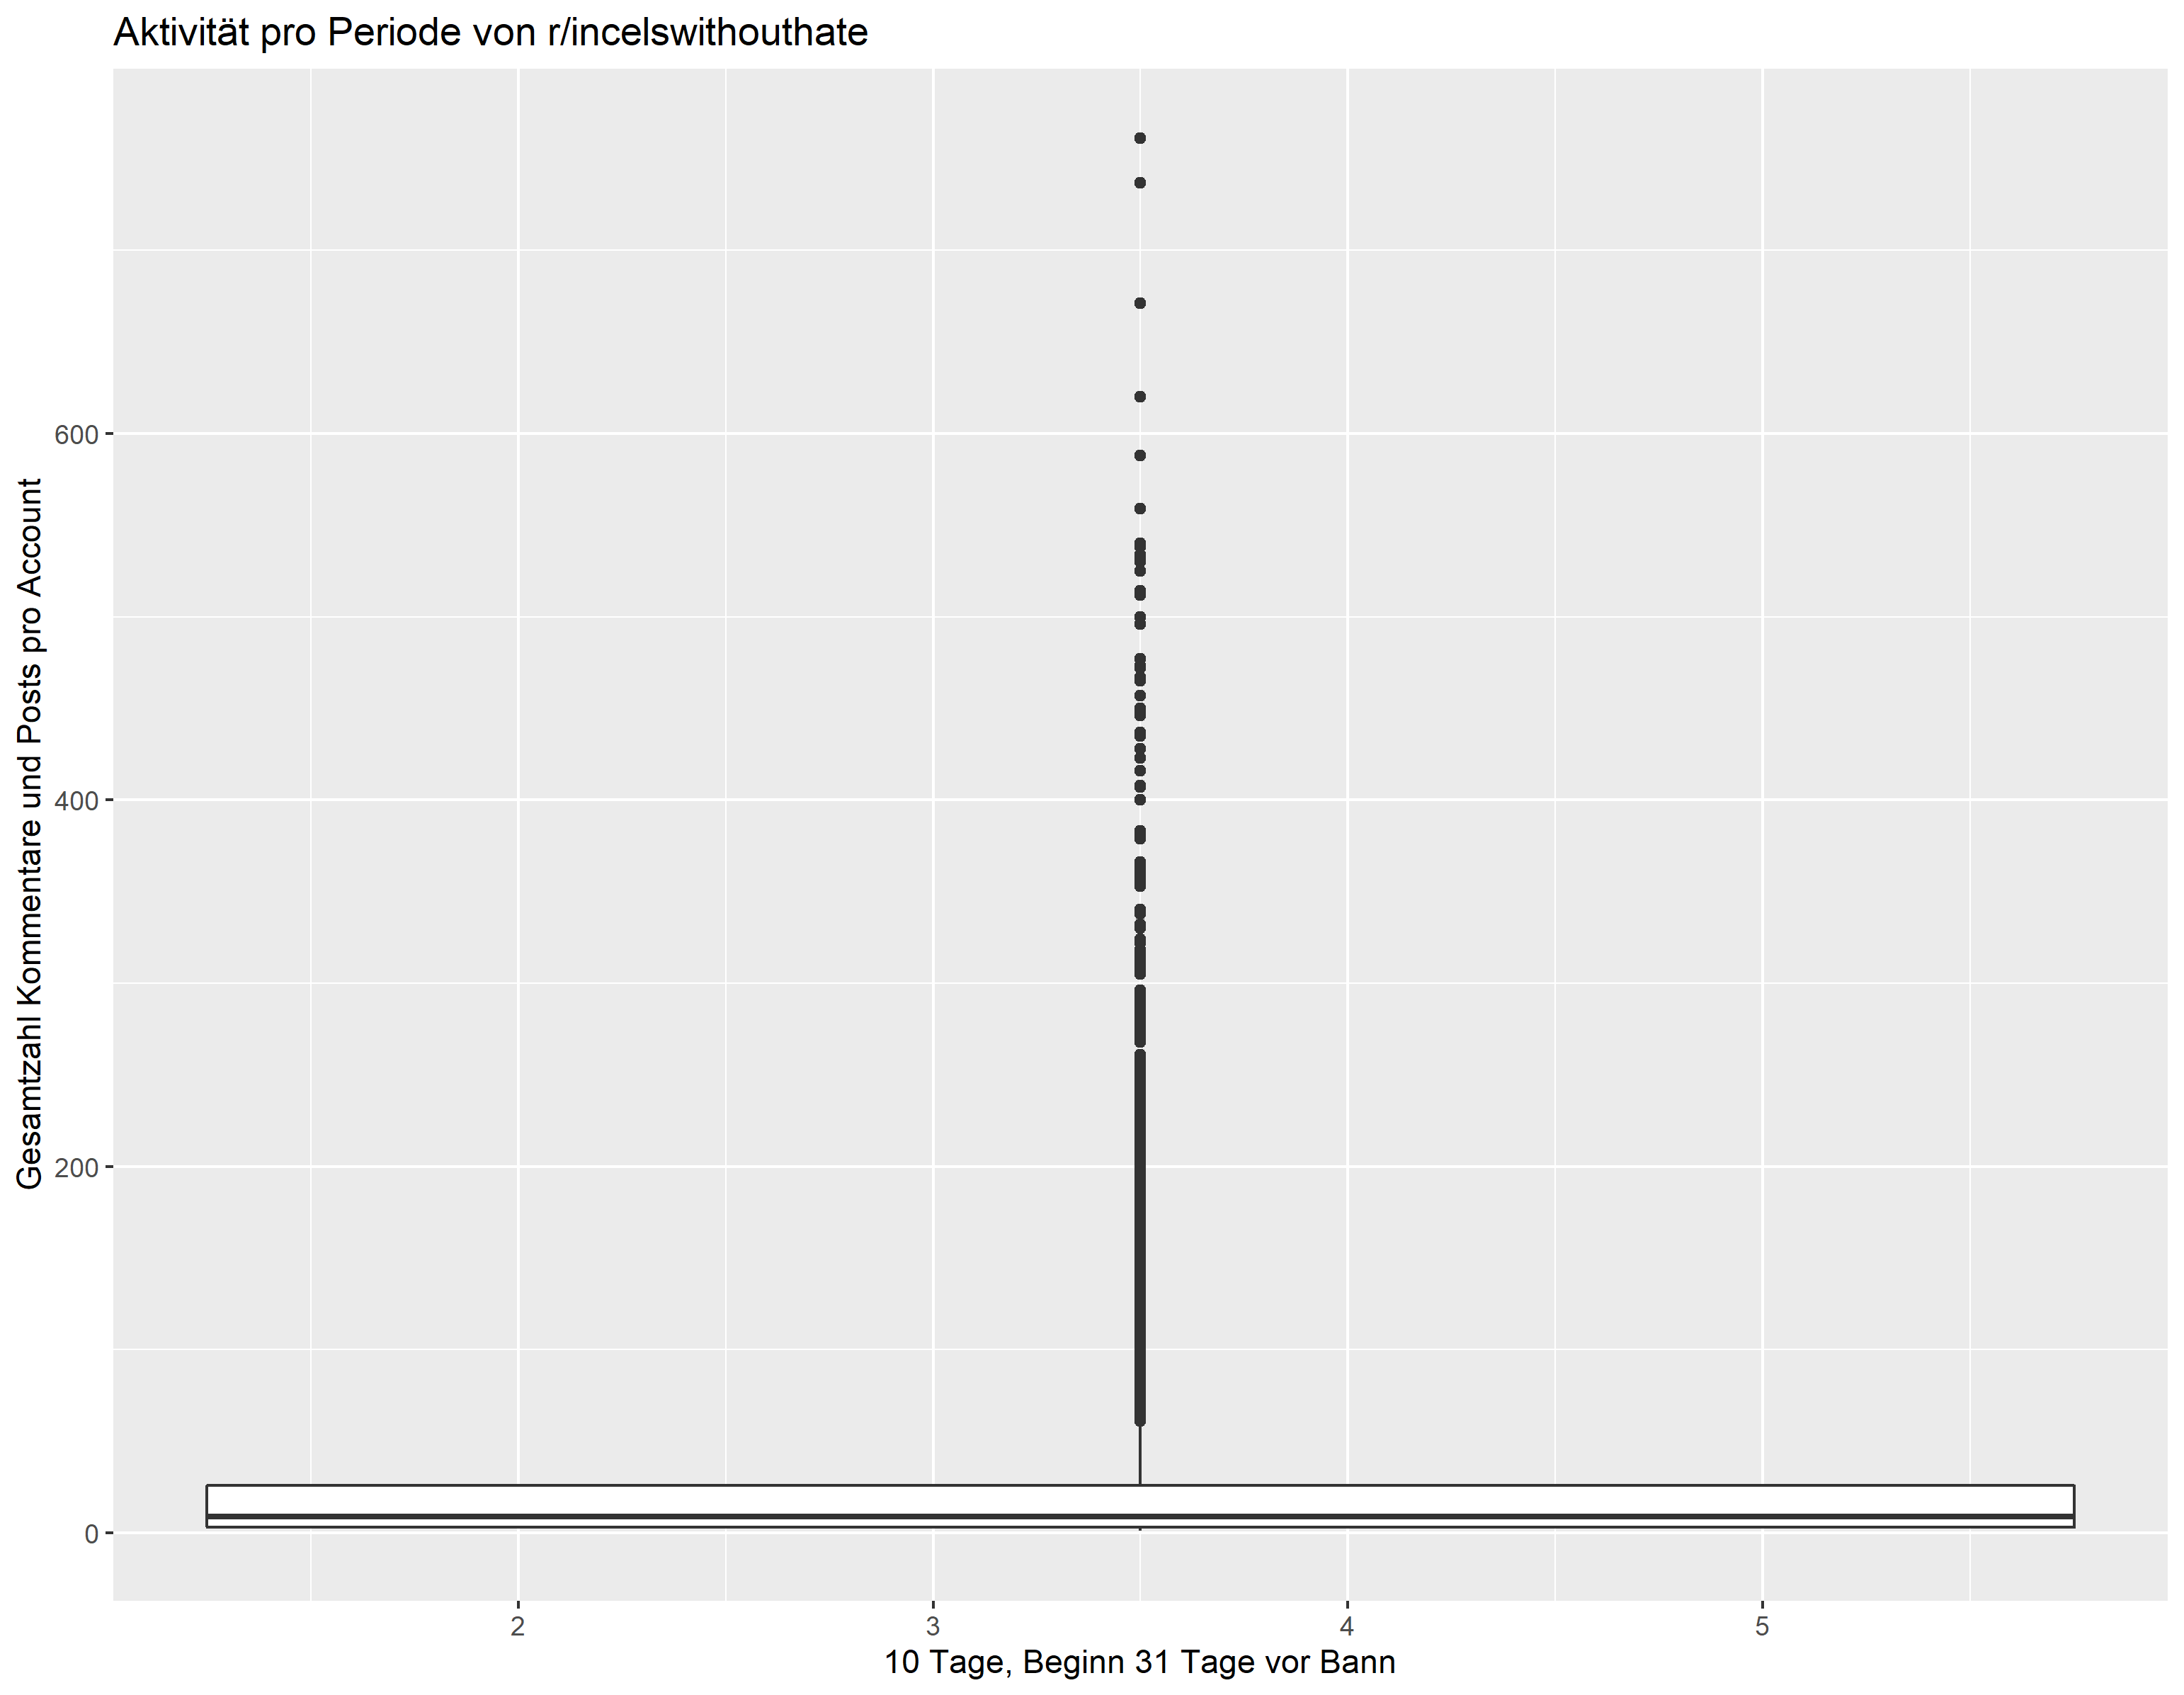 Aktivität pro Periode von r/incelswithouthate
Gesamtzahl Kommentare und Posts pro Account
600
400
200
0
2
3
4
5
10 Tage, Beginn 31 Tage vor Bann